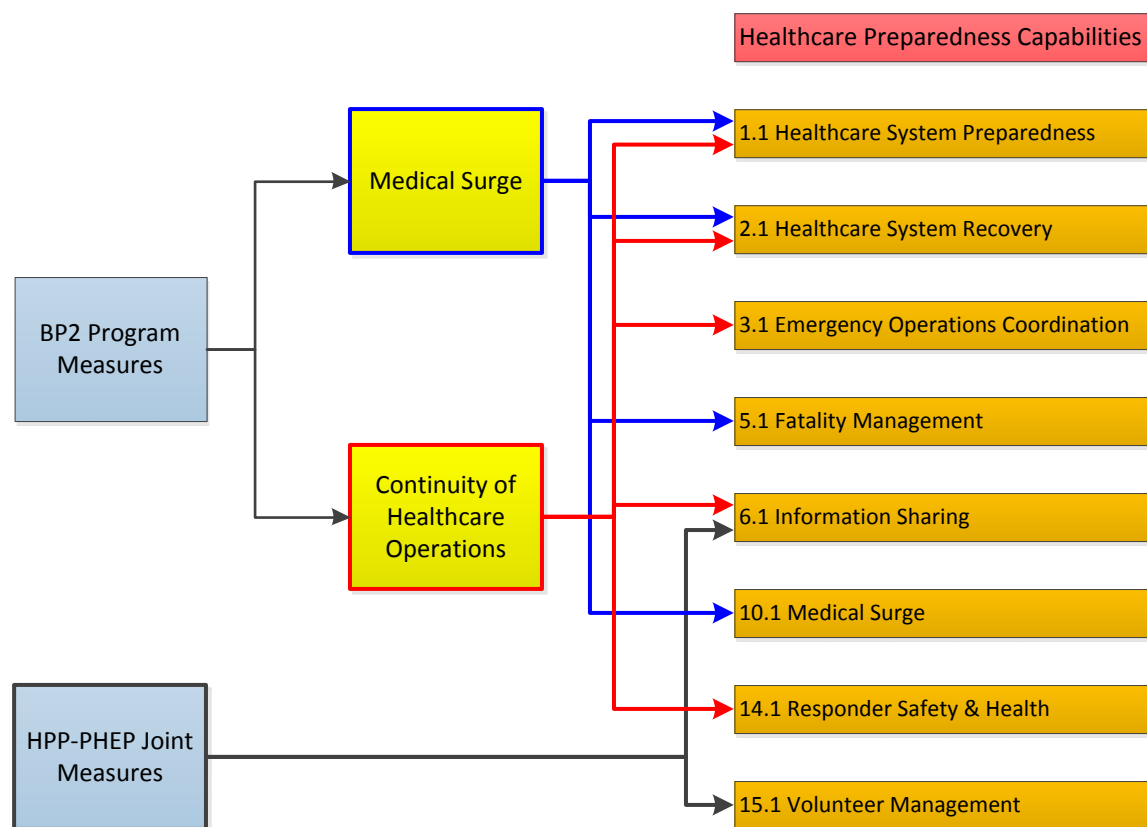 Healthcare Preparedness Capabilities
1.1 Healthcare System Preparedness
Medical Surge
2.1 Healthcare System Recovery
BP2 Program
Measures
3.1 Emergency Operations Coordination
5.1 Fatality Management
Continuity of
Healthcare
Operations
6.1 Information Sharing
10.1 Medical Surge
14.1 Responder Safety & Health
HPP-PHEP Joint
Measures
15.1 Volunteer Management